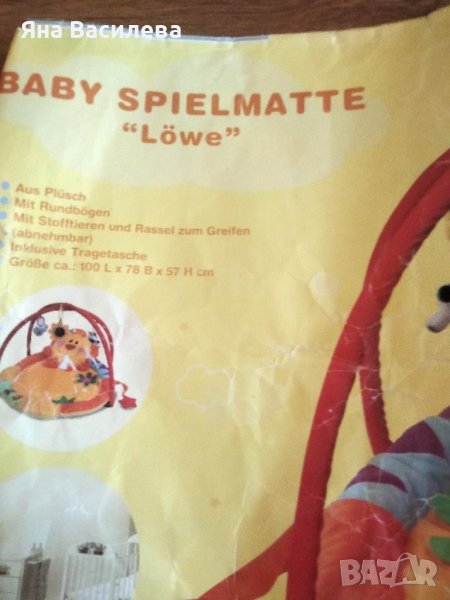 Яна Василева
BABY SPIELMATTE
“Löwe”
Aus Plüsch
Mit Rundbögen
Mit Stofftieren und Rassel zum Greifen
(abnehmbar)
Inklusive Tragetasche
Größe ca.: 100 L x 78 B x 57 H cm
BAZAR